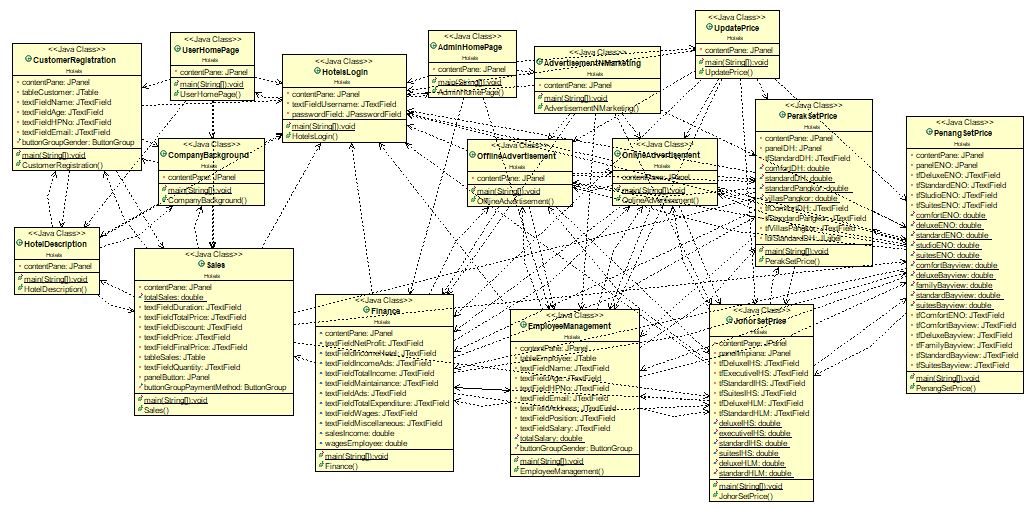 <<Java Class>>
CustomerRegistration
Hotels
contentPane: JPanel
tableCustomer: JTable
textFieldName: JTextField
textFieldAge: JTextField
textFieldHPNo: JTextField
textFieldEmail: JTextField
buttonGroupGender: ButtonGroup
main(String[]):void
CustomerRegistration()
<<Java Class>>
UserHomePage
Hotels
contentPane: JPanel
main(String[]):void
UserHomePage()
<<Java Class>>
HotelsLogin
Hotels
contentPane: JPanel
textFieldUsername: JTextField
passwordField: JPasswordField
main(String[]):void
HotelsLogin()
<<Java Class>>
AdminHomePage
Hotels
contentPane: JPanel
main(String[]):void
AdminHomePage()
<<Java Class>>
AdvertisementNMarketing
Hotels
contentPane: JPanel
main(String[]):void
AdvertisementNMarketing()
<<Java Class>>
UpdatePrice
Hotels
contentPane: JPanel
main(String[]):void
UpdatePrice()
<<Java Class>>
PerakSetPrice
Hotels
contentPane: JPanel
panelDH: JPanel
tfStandardDH: JTextField
comfortDH: double
standardDH: double
standardPangkor: double
villasPangkor: double
tfComfortDH: JTextField
tfStandardPangkor: JTextField
tfVillasPangkor: JTextField
lblStandardDH: JLabel
main(String[]):void
PerakSetPrice()
<<Java Class>>
PenangSetPrice
Hotels
contentPane: JPanel
panelENO: JPanel
tfDeluxeENO: JTextField
tfStandardENO: JTextField
tfStudioENO: JTextField
tfSuitesENO: JTextField
comfortENO: double
deluxeENO: double
standardENO: double
studioENO: double
suitesENO: double
comfortBayview: double
deluxeBayview: double
familyBayview: double
standardBayview: double
suitesBayview: double
tfComfortENO: JTextField
tfComfortBayview: JTextField
tfDeluxeBayview: JTextField
tfFamilyBayview: JTextField
tfStandardBayview: JTextField
tfSuitesBayview: JTextField
main(String[]):void
PenangSetPrice()
<<Java Class>>
CompanyBackground
Hotels
contentPane: JPanel
main(String[]):void
CompanyBackground()
<<Java Class>>
OfflineAdvertisement
Hotels
contentPane: JPanel
main(String[]):void
OfflineAdvertisement()
<<Java Class>>
OnlineAdvertisement
Hotels
contentPane: JPanel
main(String[]):void
OnlineAdvertisement()
<<Java Class>>
HotelDescription
Hotels
contentPane: JPanel
main(String[]):void
HotelDescription()
<<Java Class>>
Sales
Hotels
contentPane: JPanel
totalSales: double
textFieldDuration: JTextField
textFieldTotalPrice: JTextField
textFieldDiscount: JTextField
textFieldPrice: JTextField
textFieldFinalPrice: JTextField
tableSales: JTable
textFieldQuantity: JTextField
panelButton: JPanel
buttonGroupPaymentMethod: ButtonGroup
main(String[]):void
Sales()
<<Java Class>>
Finance
Hotels
contentPane: JPanel
textFieldNetProfit: JTextField
textFieldIncomeHotel: JTextField
textFieldIncomeAds: JTextField
textFieldTotalIncome: JTextField
textFieldMaintainance: JTextField
textFieldAds: JTextField
textFieldTotalExpenditure: JTextField
textFieldWages: JTextField
textFieldMiscellaneous: JTextField
salesIncome: double
wagesEmployee: double
main(String[]):void
Finance()
<<Java Class>>
EmployeeManagement
Hotels
contentPane: JPanel
tableEmployee: JTable
textFieldName: JTextField
textFieldAge: JTextField
textFieldHPNo: JTextField
textFieldEmail: JTextField
textFieldAddress: JTextField
textFieldPosition: JTextField
textFieldSalary: JTextField
totalSalary: double
buttonGroupGender: ButtonGroup
main(String[]):void
EmployeeManagement()
<<Java Class>>
JohorSetPrice
Hotels
contentPane: JPanel
panelImpiana: JPanel
tfDeluxeIHS: JTextField
tfExecutiveIHS: JTextField
tfStandardIHS: JTextField
tfSuitesIHS: JTextField
tfDeluxeHLM: JTextField
tfStandardHLM: JTextField
deluxeIHS: double
executiveIHS: double
standardIHS: double
suitesIHS: double
deluxeHLM: double
standardHLM: double
main(String[]):void
JohorSetPrice()